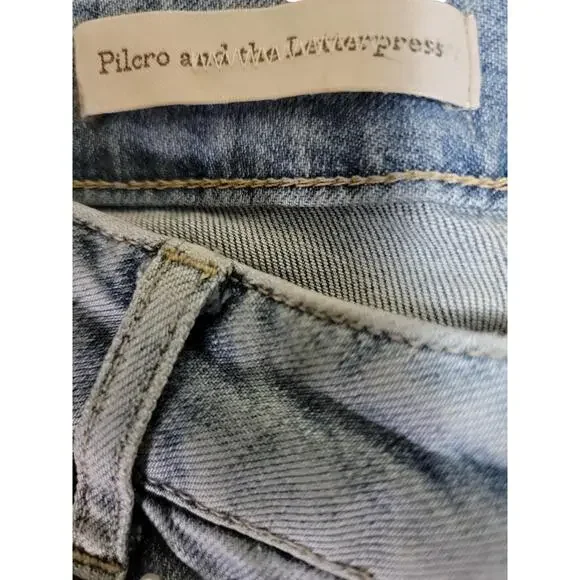 Pilcro and the Letterpress